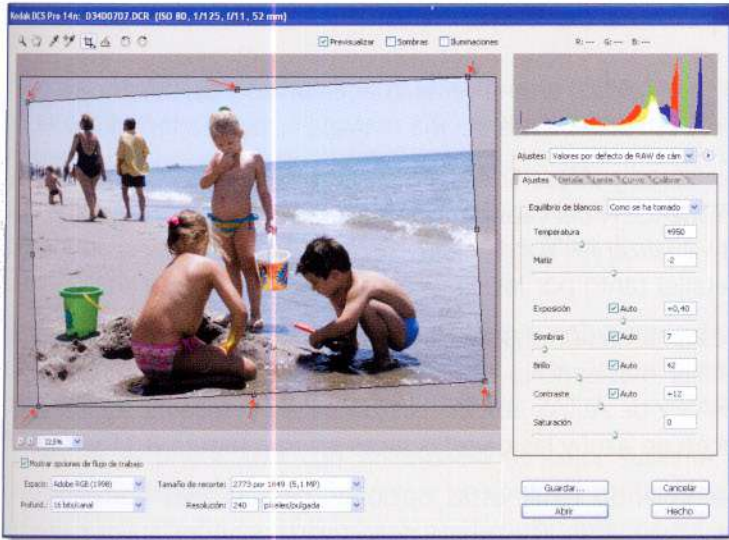 Kodak DCS Pro 14n: D34O0707.DCR (ISO 80, 1/125, f/11, 52 mm)
Previsualizar Sombras Iluminaciones R: --- G: --- B: ---
Ajustes: Valores por defecto de RAW de cám
Ajustes Detalle Lente Curva Calibrar
Equilibrio de blancos: Como se ha tomado
Temperatura 4950
Matiz -2
Exposición Auto +0,40
Sombras Auto 7
Brillo Auto 42
Contraste Auto +12
Saturación 0
Mostrar opciones de flujo de trabajo
Espacio: Adobe RGB (1998) Tamaño de recorte: 2773 por 1849 (5,1 MP)
Profund.: 16 bits/canal Resolución: 240 píxeles/pulgada
Guardar... Cancelar
Abrir Hecho